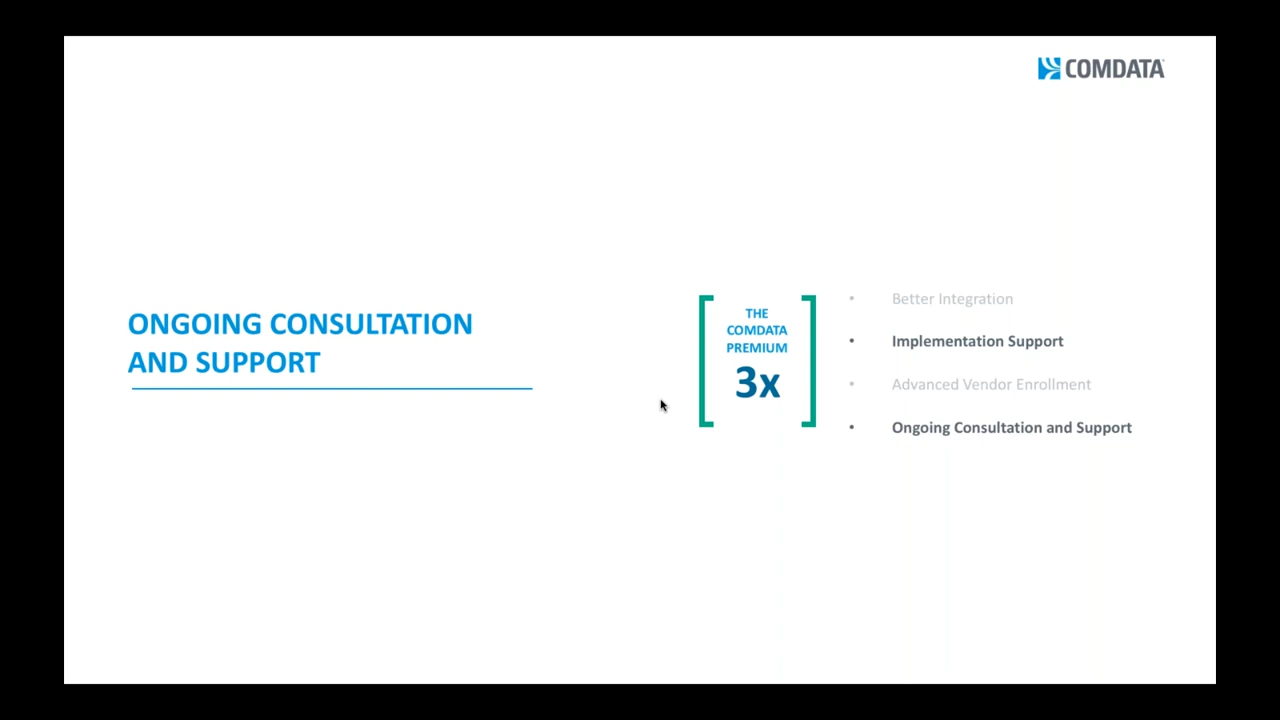 COMDATA
ONGOING CONSULTATION
AND SUPPORT
THE
COMDATA
PREMIUM
3x
• Better Integration
• Implementation Support
• Advanced Vendor Enrollment
• Ongoing Consultation and Support